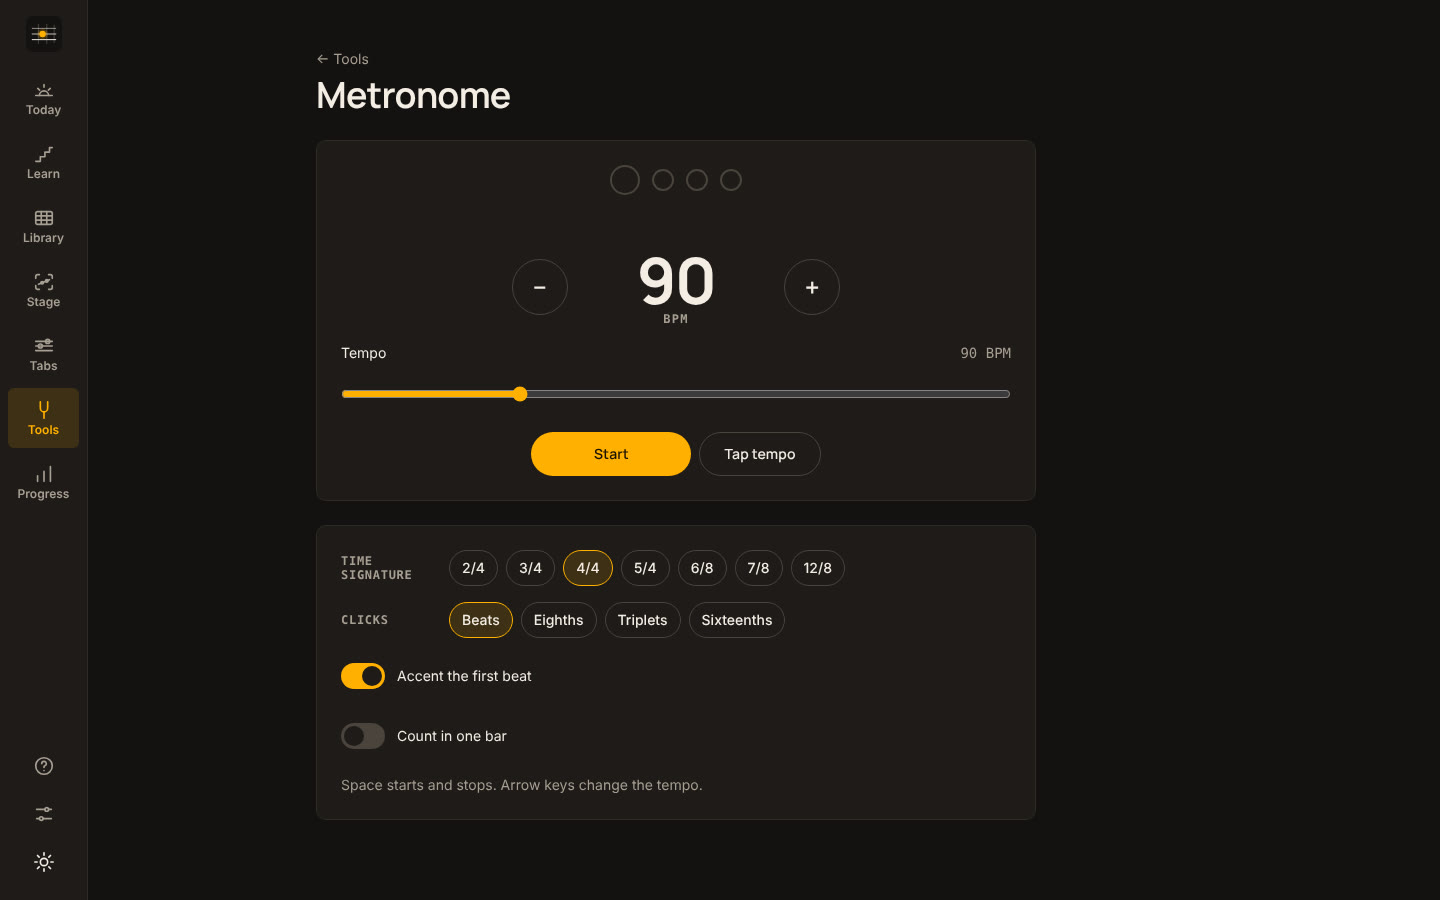 Today
Learn
Library
Stage
Tabs
Tools
Progress
← Tools
Metronome
−
90
+
BPM
Tempo
90 BPM
Start
Tap tempo
TIME SIGNATURE
2/4
3/4
4/4
5/4
6/8
7/8
12/8
CLICKS
Beats
Eighths
Triplets
Sixteenths
Accent the first beat
Count in one bar
Space starts and stops. Arrow keys change the tempo.